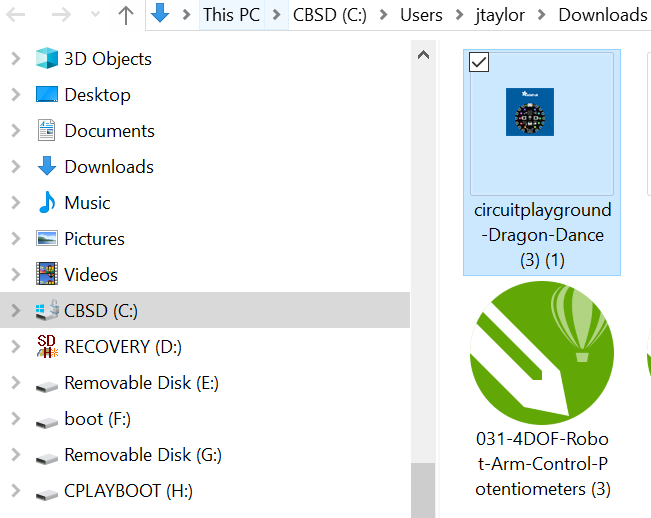 This PC > CBSD (C:) > Users > jtaylor > Downloads
3D Objects
Desktop
Documents
Downloads
Music
Pictures
Videos
CBSD (C:)
SD
H
RECOVERY (D:)
Removable Disk (E:)
boot (F:)
Removable Disk (G:)
CPLAYBOOT (H:)
circuitplayground
-Dragon-Dance
(3) (1)
031-4DOF-Robo
t-Arm-Control-P
otentiometers (3)